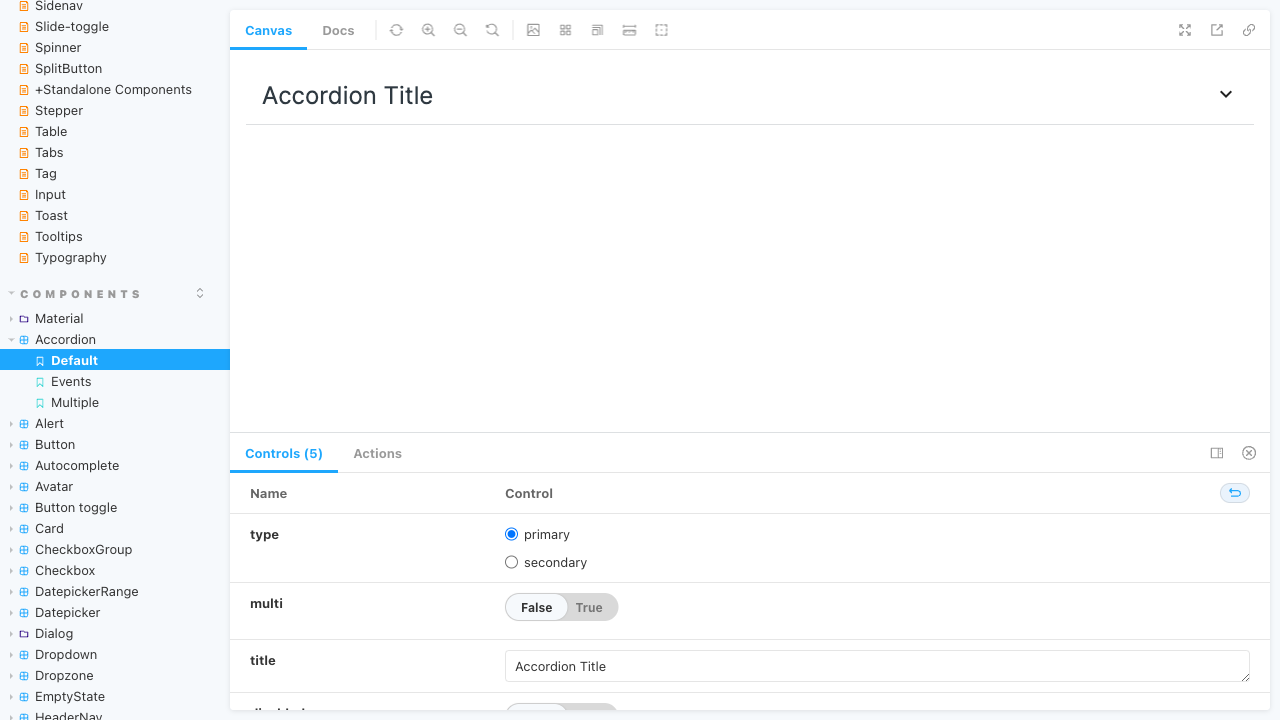 Sidenav
Slide-toggle
Spinner
SplitButton
+Standalone Components
Stepper
Table
Tabs
Tag
Input
Toast
Tooltips
Typography
COMPONENTS
Material
Accordion
Default
Events
Multiple
Alert
Button
Autocomplete
Avatar
Button toggle
Card
CheckboxGroup
Checkbox
DatepickerRange
Datepicker
Dialog
Dropdown
Dropzone
EmptyState
HeaderNav
Canvas Docs
Accordion Title
Controls (5) Actions
Name Control
type primary
secondary
multi False True
title Accordion Title